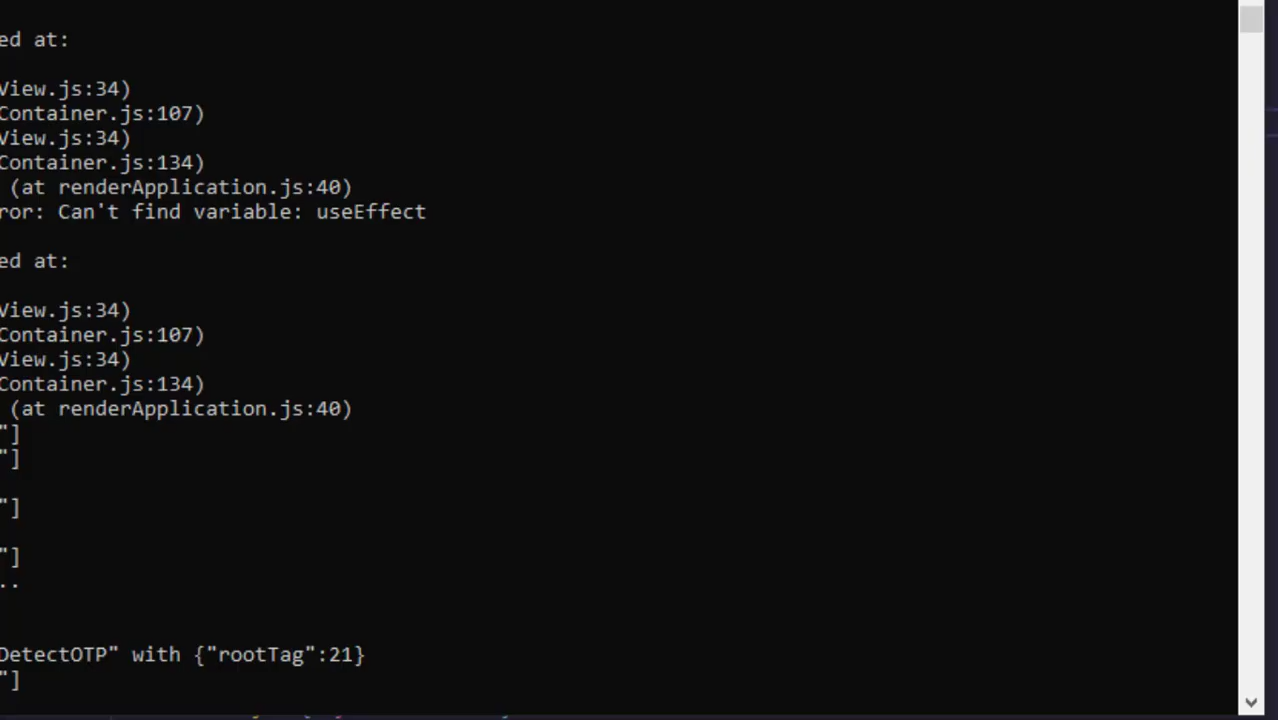 ed at:
View.js:34)
Container.js:107)
View.js:34)
Container.js:134)
(at renderApplication.js:40)
ror: Can't find variable: useEffect
ed at:
View.js:34)
Container.js:107)
View.js:34)
Container.js:134)
(at renderApplication.js:40)
"]
"]
"]
"]
..
DetectOTP" with {"rootTag":21}
"]